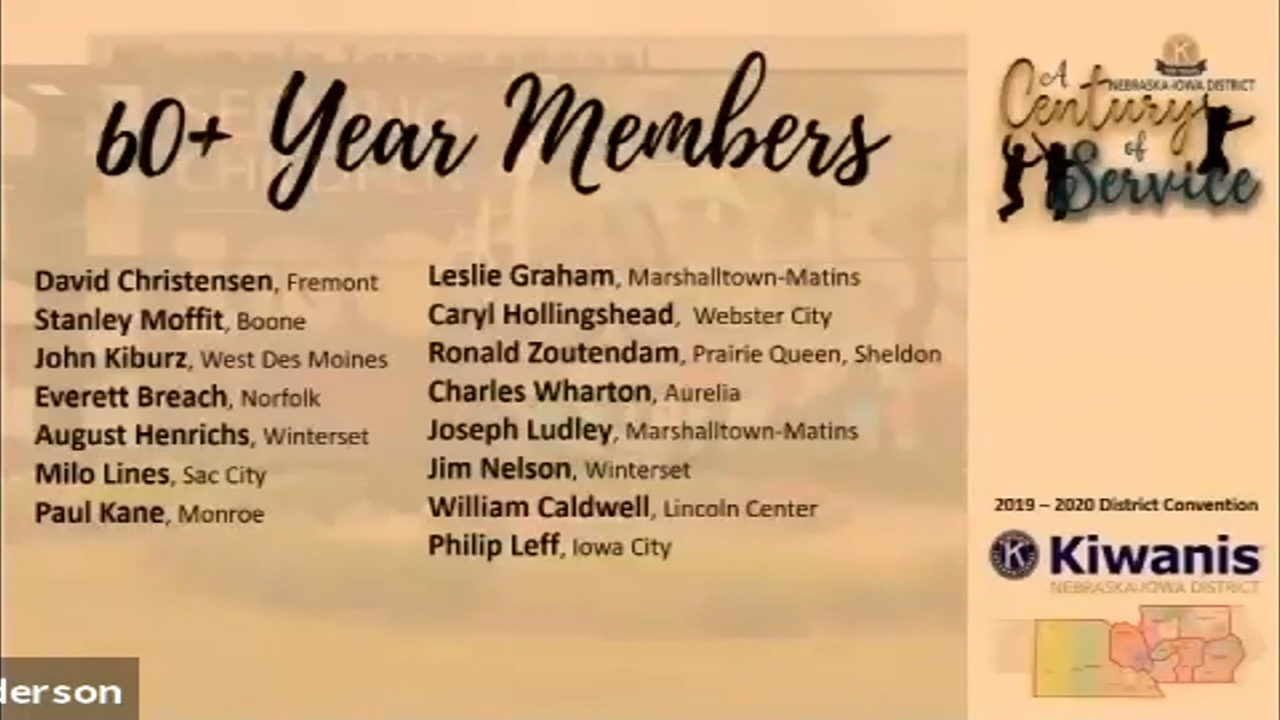 60+ Year Members
David Christensen, Fremont
Stanley Moffit, Boone
John Kiburz, West Des Moines
Everett Breach, Norfolk
August Henrichs, Winterset
Milo Lines, Sac City
Paul Kane, Monroe
Leslie Graham, Marshalltown-Matins
Caryl Hollingshead, Webster City
Ronald Zoutendam, Prairie Queen, Sheldon
Charles Wharton, Aurelia
Joseph Ludley, Marshalltown-Matins
Jim Nelson, Winterset
William Caldwell, Lincoln Center
Philip Leff, Iowa City
K
NEBRASKA-IOWA DISTRICT
A
Century
of
Service
2019 – 2020 District Convention
K Kiwanis
NEBRASKA-IOWA DISTRICT
derson